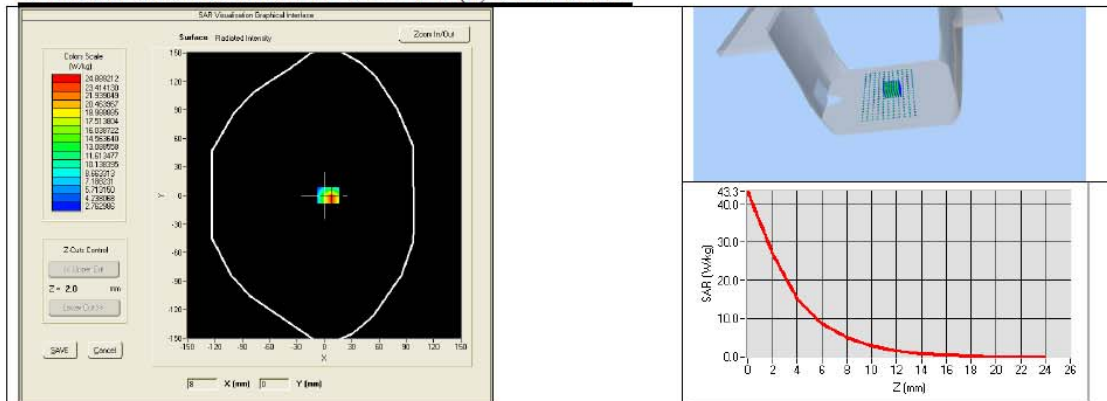 SAR Visualisation Graphical Interface
Surface Radiated Intensity
Zoom In/Out
Colors Scale
(W/kg)
24.888212
23.414130
21.939049
20.463967
18.988885
17.513804
16.038722
14.563640
13.088558
11.613477
10.138395
8.663313
7.188231
5.713150
4.238068
2.762986
Z Cuts Control
Z = 2.0 mm
SAVE
Cancel
150
120
90
60
30
0
-30
-60
-90
-120
-150
Y
-150 -120 -90 -60 -30 0 30 60 90 120 150
X
8 X (mm) 0 Y (mm)
43.3
40.0
30.0
20.0
10.0
0.0
SAR (W/kg)
0 2 4 6 8 10 12 14 16 18 20 22 24 26
Z (mm)